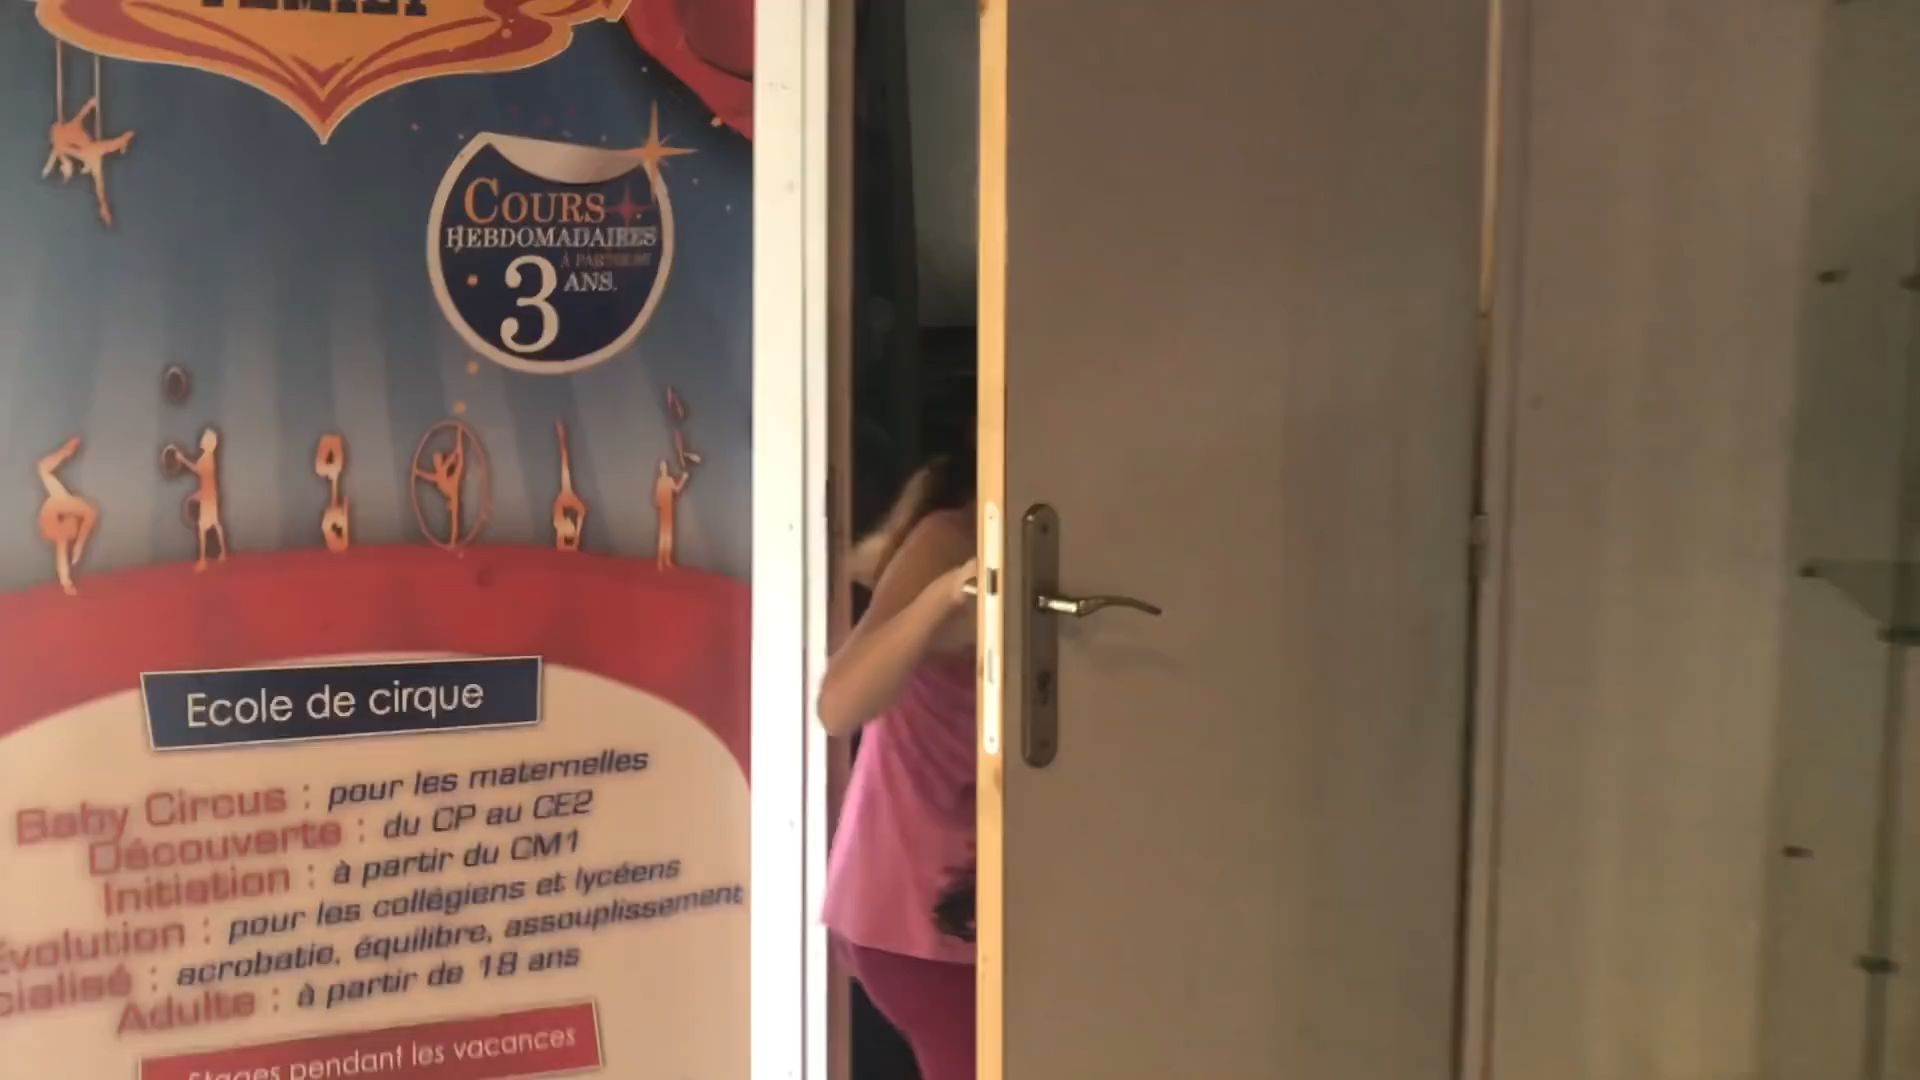 FAMILY
COURS
HEBDOMADAIRES
À PARTIR DE
3 ANS.
Ecole de cirque
Baby Circus : pour les maternelles
Découverte : du CP au CE2
Initiation : à partir du CM1
Évolution : pour les collégiens et lycéens
cialisé : acrobatie, équilibre, assouplissement
Adulte : à partir de 18 ans
Stages pendant les vacances